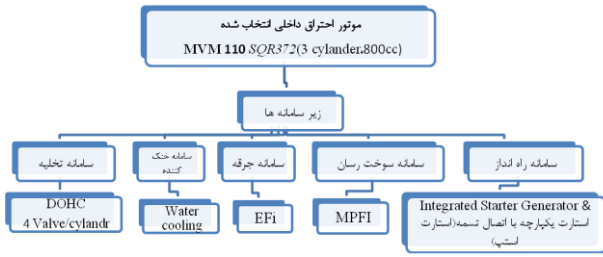 موتور احتراق داخلی انتخاب شده
MVM 110 SQR372(3 cylander،800cc)
زیر سامانه ها
سامانه راه انداز
سامانه سوخت رسان
سامانه جرقه
سامانه خنک
کننده
سامانه تخلیه
Integrated Starter Generator &
استارت یکپارچه با اتصال تسمه(استارت
استپ)
MPFI
EFi
Water
cooling
DOHC
4 Valve/cylandr